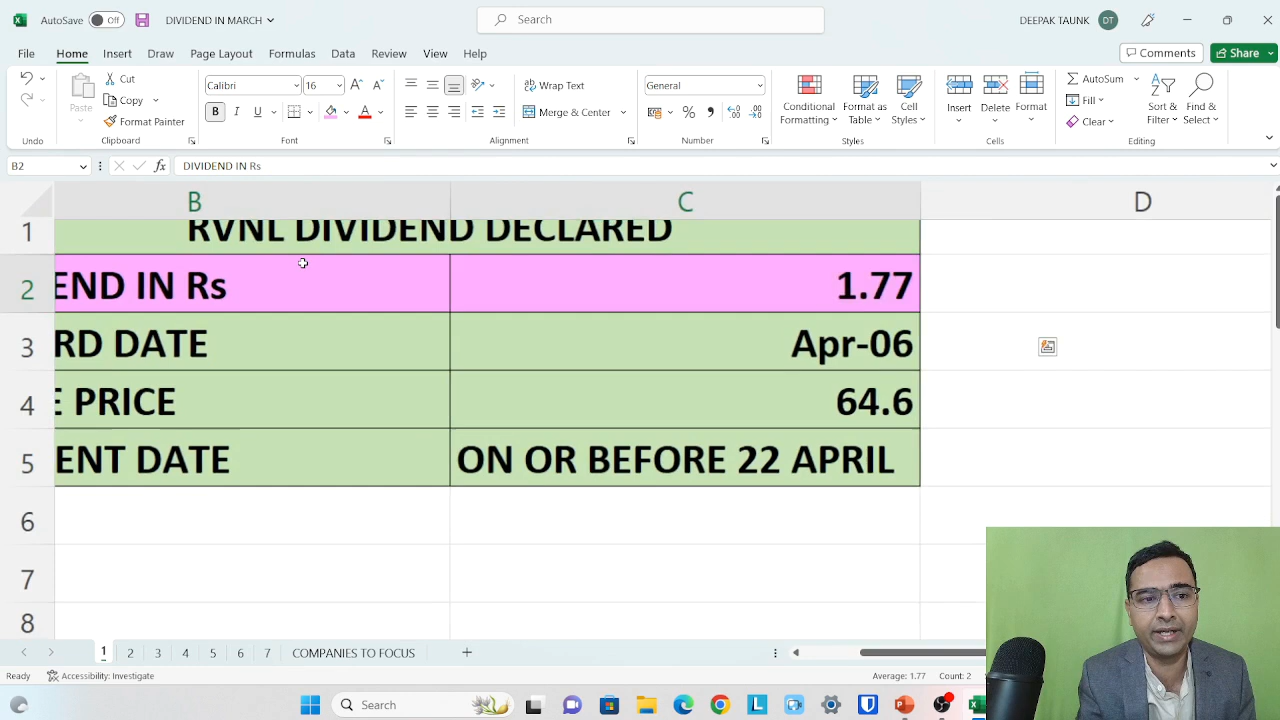 AutoSave Off DIVIDEND IN MARCH Search DEEPAK TAUNK DT
File Home Insert Draw Page Layout Formulas Data Review View Help Comments Share
Paste Cut Copy Format Painter
Calibri 16
Wrap Text
Merge & Center
General
Conditional Formatting Format as Table Cell Styles
Insert Delete Format
AutoSum Fill Clear
Sort & Filter Find & Select
Undo Clipboard Font Alignment Number Styles Cells Editing
B2 fx DIVIDEND IN Rs
B C D
1 RVNL DIVIDEND DECLARED
2 END IN Rs 1.77
3 RD DATE Apr-06
4 E PRICE 64.6
5 ENT DATE ON OR BEFORE 22 APRIL
6
7
8
1 2 3 4 5 6 7 COMPANIES TO FOCUS
Ready Accessibility: Investigate Average: 1.77 Count: 2
Search